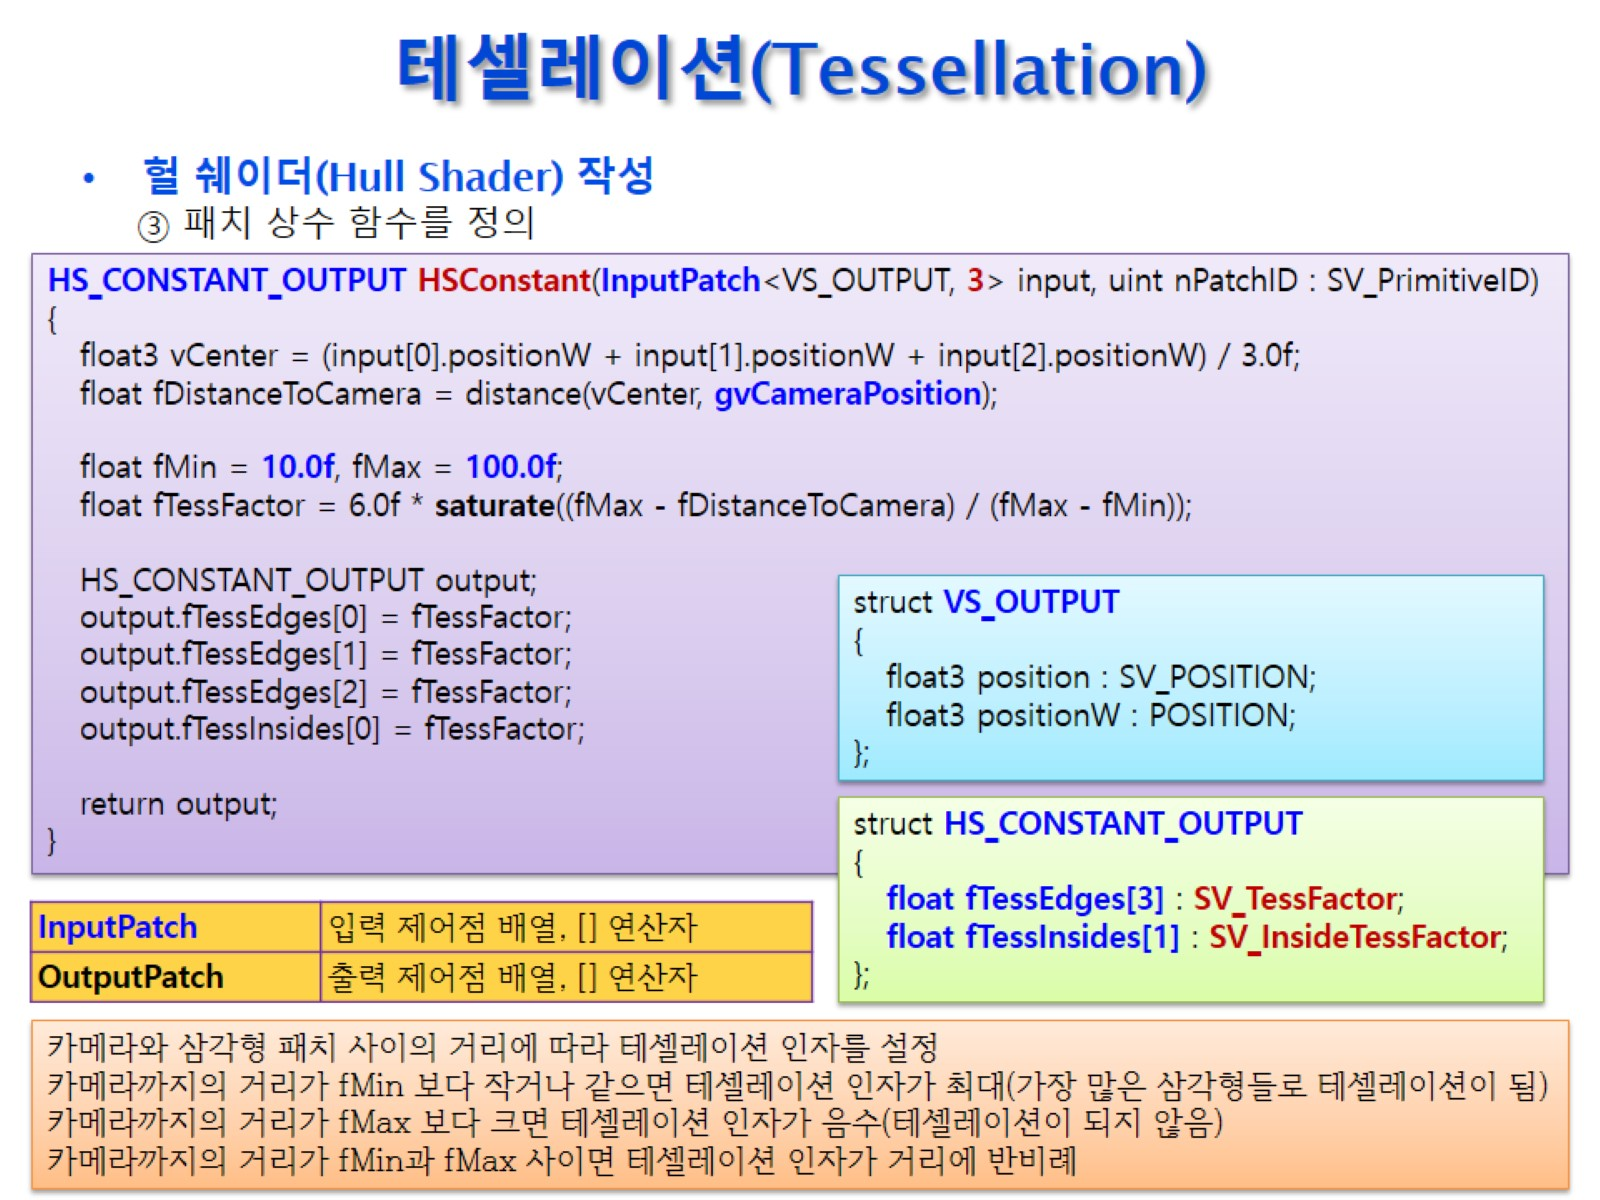 테셀레이션(Tessellation)
• 헐 쉐이더(Hull Shader) 작성
③ 패치 상수 함수를 정의
HS_CONSTANT_OUTPUT HSConstant(InputPatch<VS_OUTPUT, 3> input, uint nPatchID : SV_PrimitiveID)
{
float3 vCenter = (input[0].positionW + input[1].positionW + input[2].positionW) / 3.0f;
float fDistanceToCamera = distance(vCenter, gvCameraPosition);
float fMin = 10.0f, fMax = 100.0f;
float fTessFactor = 6.0f * saturate((fMax - fDistanceToCamera) / (fMax - fMin));
HS_CONSTANT_OUTPUT output;
output.fTessEdges[0] = fTessFactor;
output.fTessEdges[1] = fTessFactor;
output.fTessEdges[2] = fTessFactor;
output.fTessInsides[0] = fTessFactor;
return output;
}
struct VS_OUTPUT
{
float3 position : SV_POSITION;
float3 positionW : POSITION;
};
struct HS_CONSTANT_OUTPUT
{
float fTessEdges[3] : SV_TessFactor;
float fTessInsides[1] : SV_InsideTessFactor;
};
InputPatch 입력 제어점 배열, [] 연산자
OutputPatch 출력 제어점 배열, [] 연산자
카메라와 삼각형 패치 사이의 거리에 따라 테셀레이션 인자를 설정
카메라까지의 거리가 fMin 보다 작거나 같으면 테셀레이션 인자가 최대(가장 많은 삼각형들로 테셀레이션이 됨)
카메라까지의 거리가 fMax 보다 크면 테셀레이션 인자가 음수(테셀레이션이 되지 않음)
카메라까지의 거리가 fMin과 fMax 사이면 테셀레이션 인자가 거리에 반비례